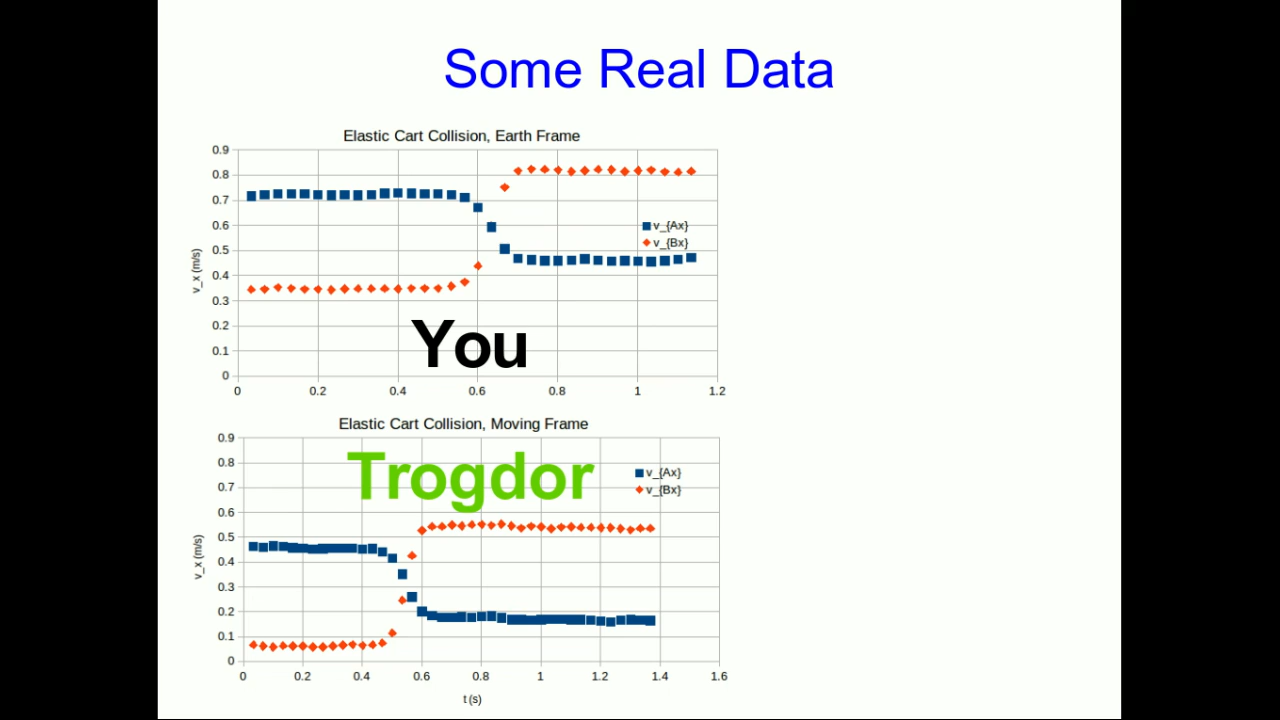 Some Real Data
Elastic Cart Collision, Earth Frame
0.9
0.8
0.7
0.6
0.5
0.4
0.3
0.2
0.1
0
v_x (m/s)
v_{Ax}
v_{Bx}
You
0 0.2 0.4 0.6 0.8 1 1.2
Elastic Cart Collision, Moving Frame
0.9
0.8
0.7
0.6
0.5
0.4
0.3
0.2
0.1
0
v_x (m/s)
Trogdor
v_{Ax}
v_{Bx}
0 0.2 0.4 0.6 0.8 1 1.2 1.4 1.6
t (s)